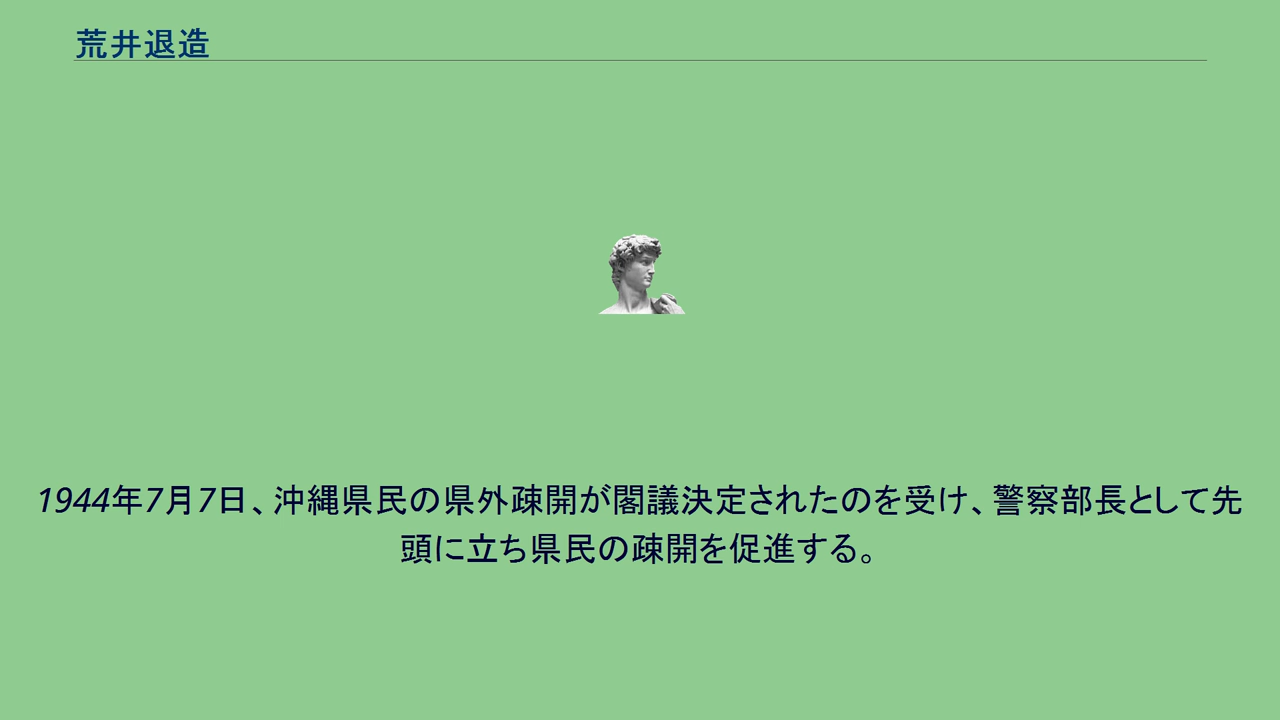 荒井退造
1944年7月7日、沖縄県民の県外疎開が閣議決定されたのを受け、警察部長として先
頭に立ち県民の疎開を促進する。